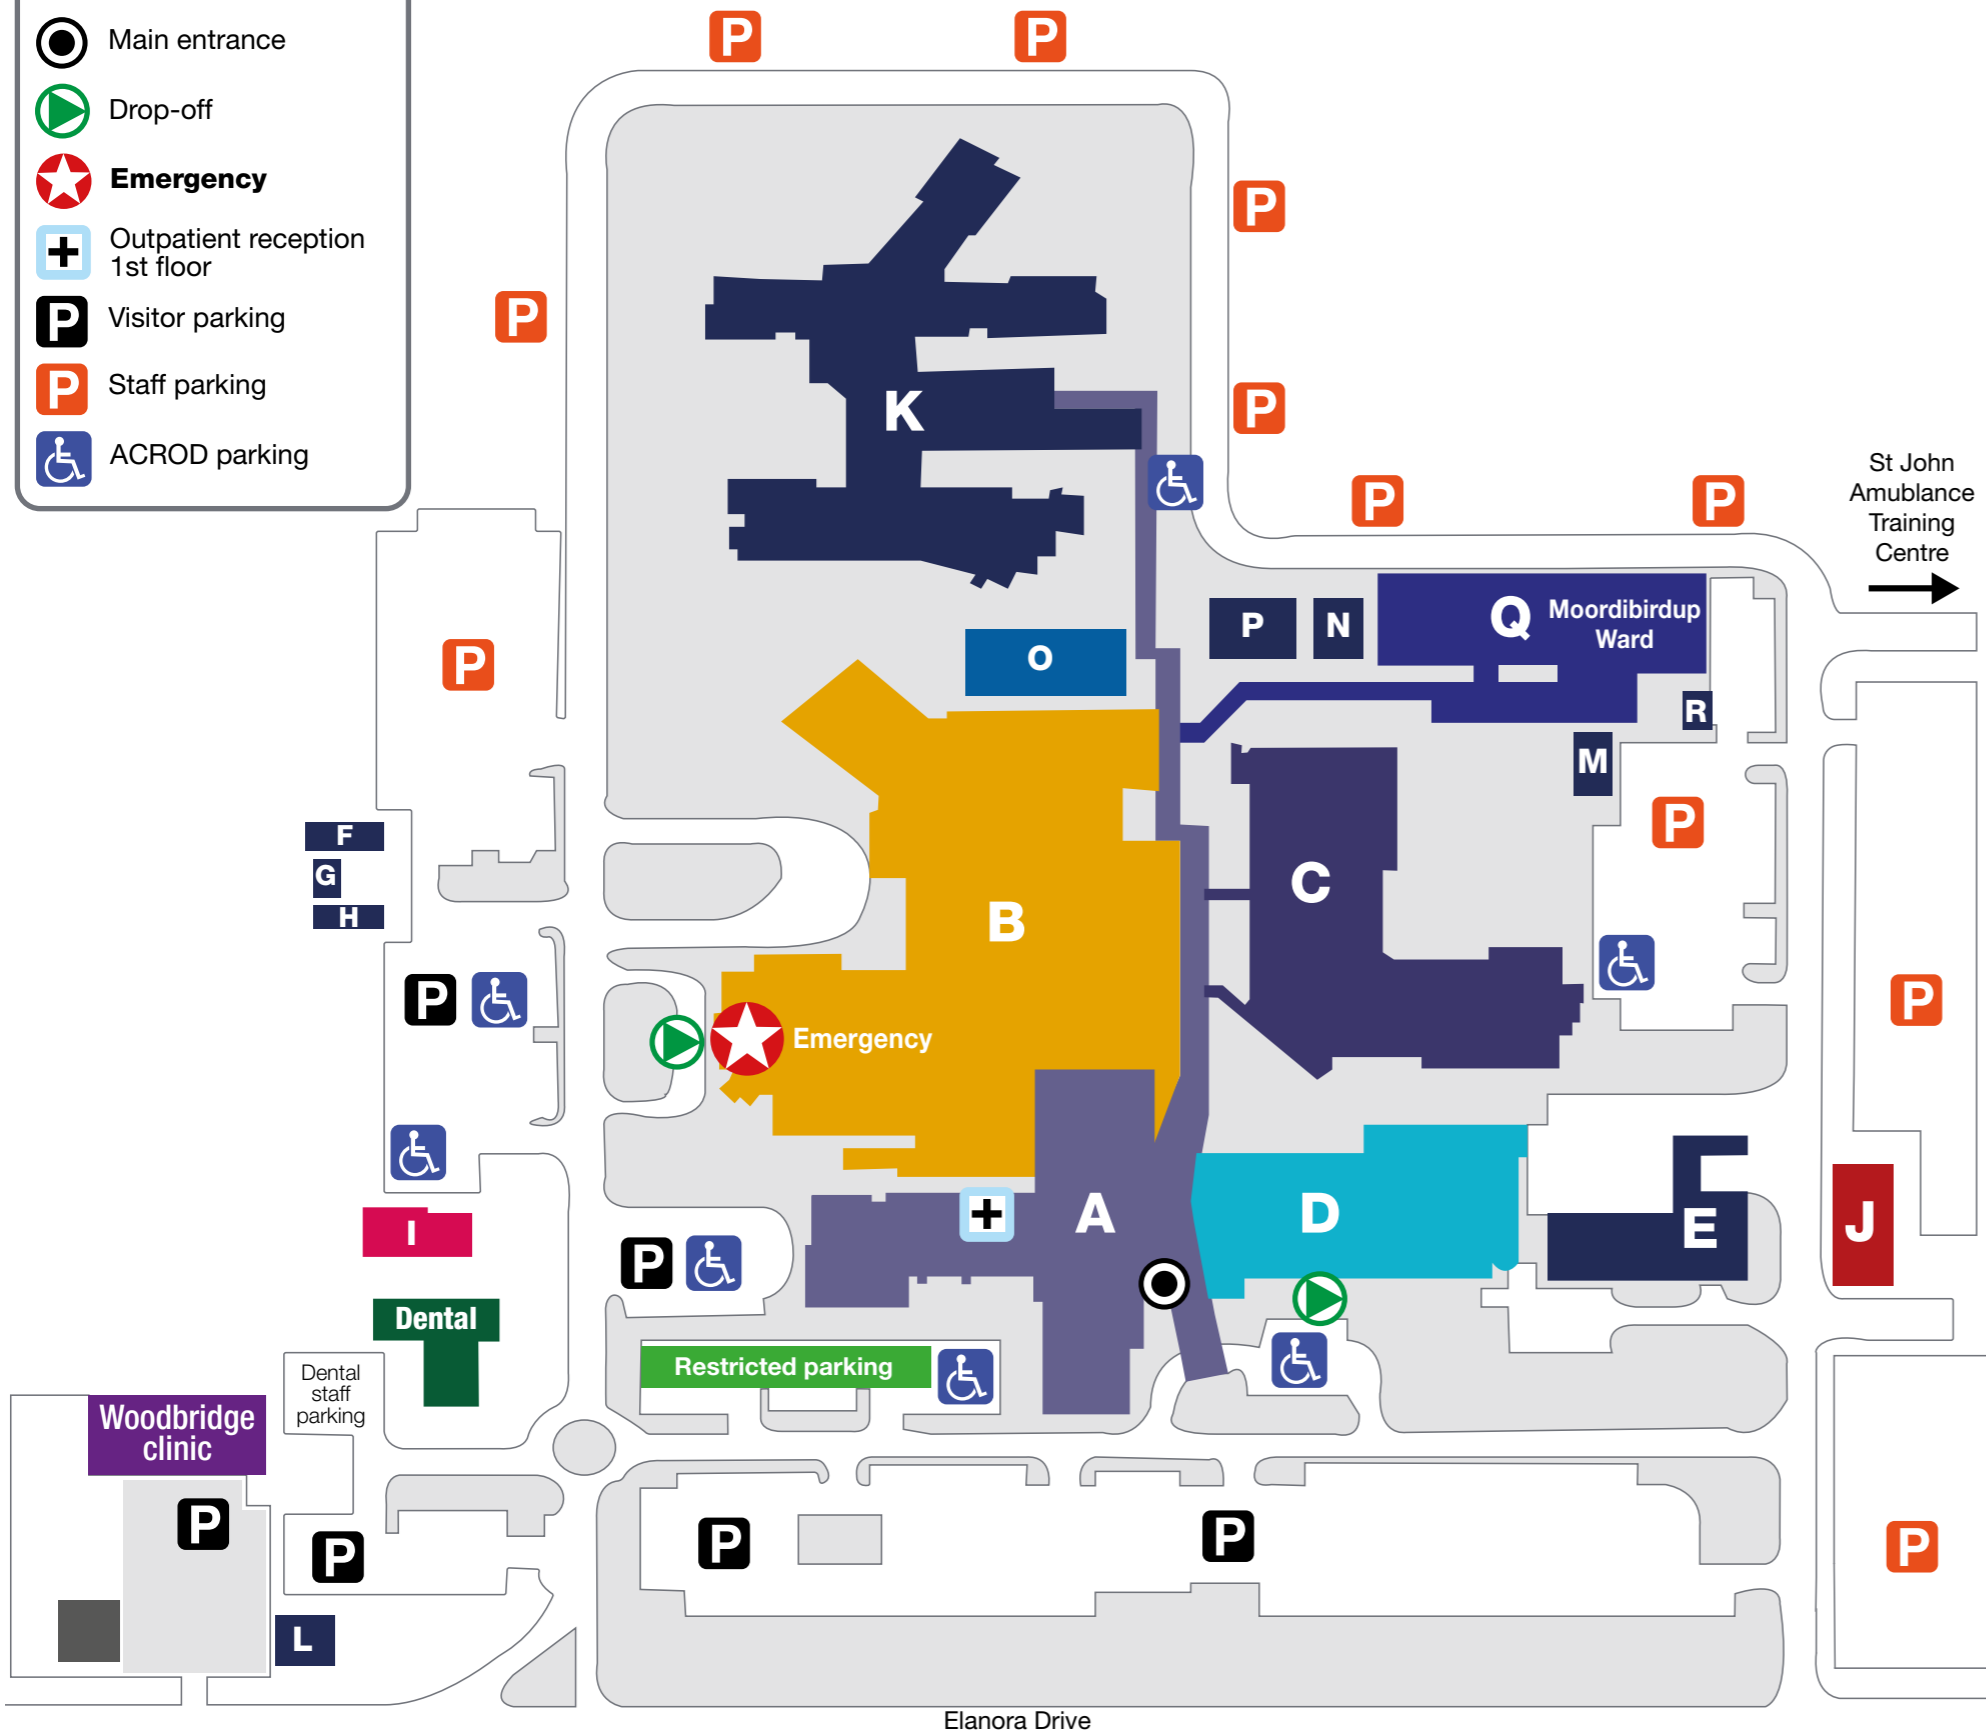 Main entrance
Drop-off
Emergency
Outpatient reception
1st floor
P Visitor parking
P Staff parking
ACROD parking
P
P
P
P
P
P
P
St John
Amublance
Training
Centre
K
P
N
Q
Moordibirdup
Ward
O
P
R
M
P
F
G
H
B
C
P
P
Emergency
I
P
A
D
E
J
Dental
Restricted parking
Dental
staff
parking
Woodbridge
clinic
P
P
P
P
P
L
Elanora Drive